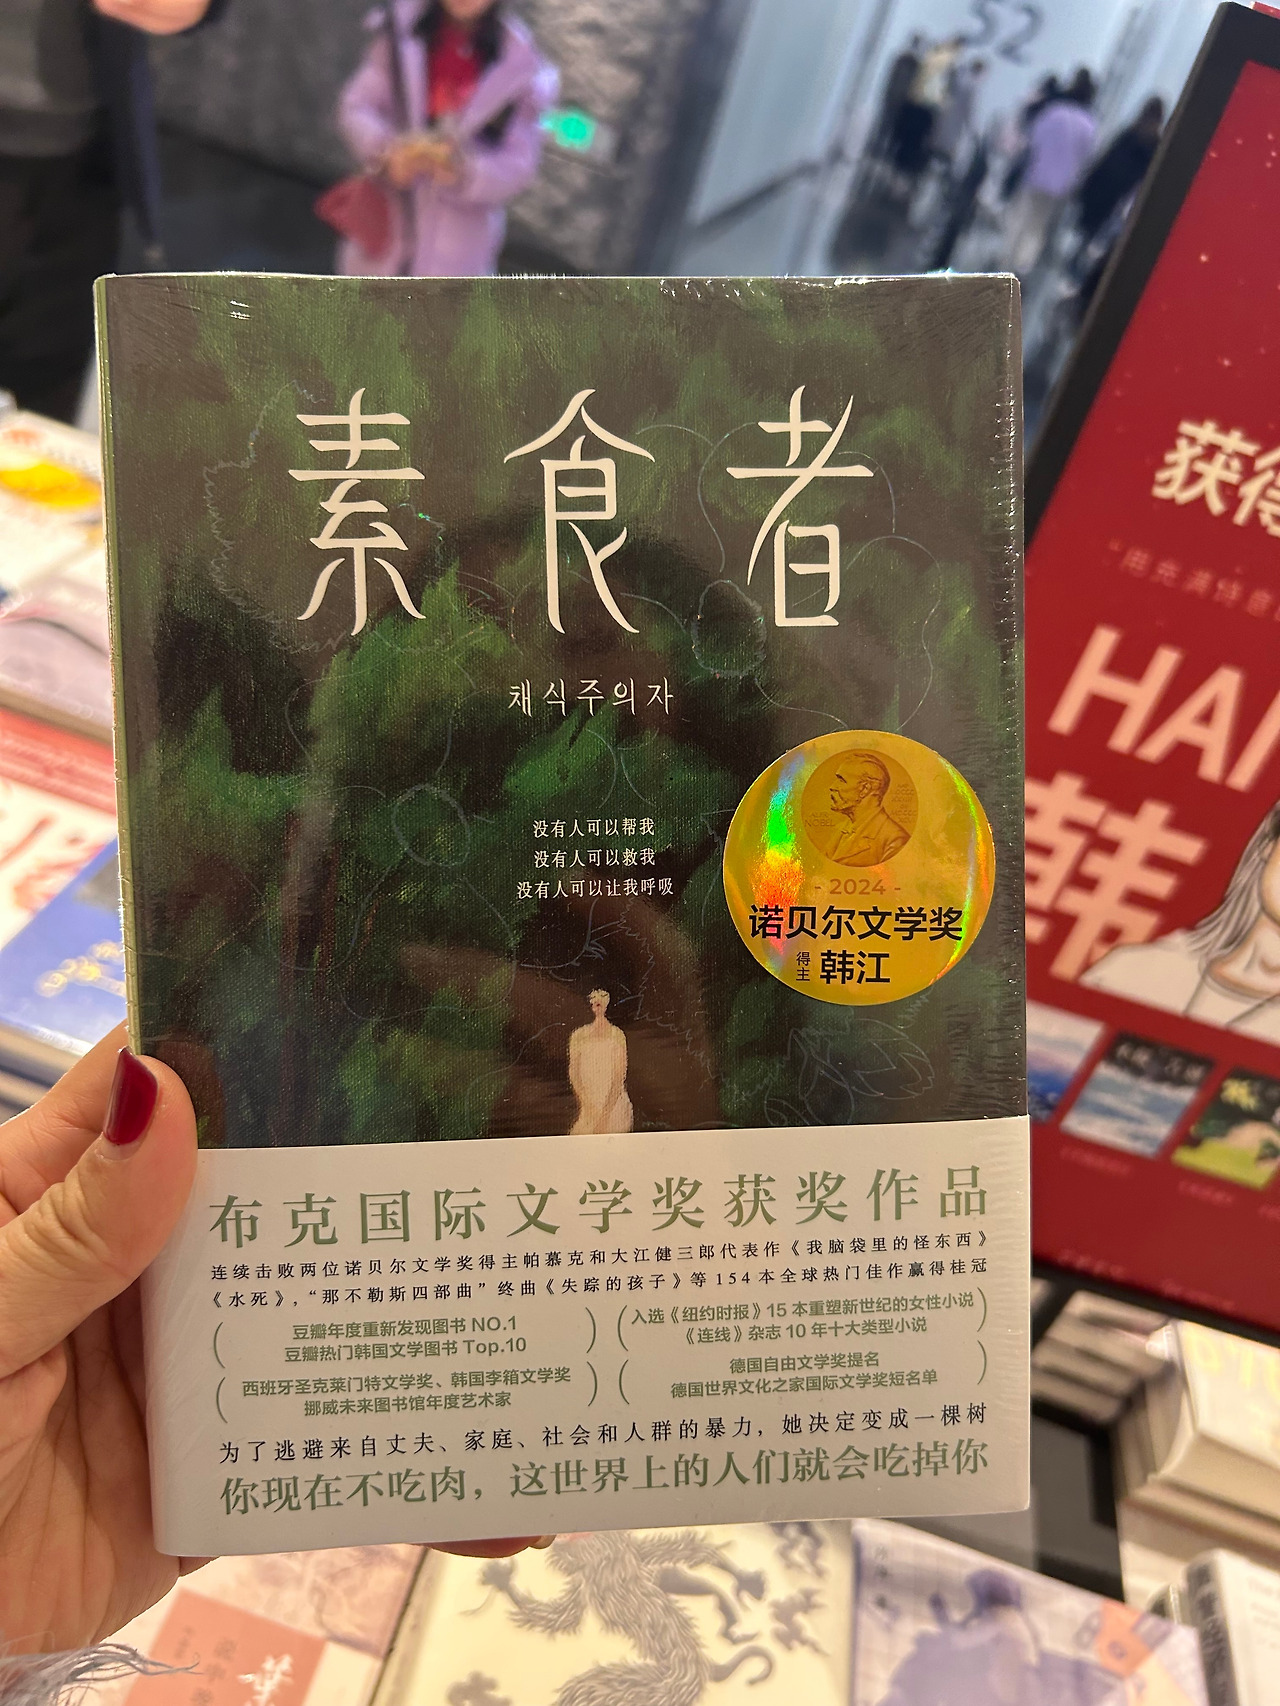 52
素食者
채식주의자
没有人可以帮我
没有人可以救我
没有人可以让我呼吸
- 2024 -
诺贝尔文学奖
得主 韩江
布克国际文学奖获奖作品
连续击败两位诺贝尔文学奖得主帕慕克和大江健三郎代表作《我脑袋里的怪东西》
《水死》，“那不勒斯四部曲”终曲《失踪的孩子》等154本全球热门佳作赢得桂冠
豆瓣年度重新发现图书 NO.1
豆瓣热门韩国文学图书 Top.10
入选《纽约时报》15 本重塑新世纪的女性小说
《连线》杂志 10 年十大类型小说
西班牙圣克莱门特文学奖、韩国李箱文学奖
挪威未来图书馆年度艺术家
德国自由文学奖提名
德国世界文化之家国际文学奖短名单
为了逃避来自丈夫、家庭、社会和人群的暴力，她决定变成一棵树
你现在不吃肉，这世界上的人们就会吃掉你
获得
“用充满诗意
HAN
韩